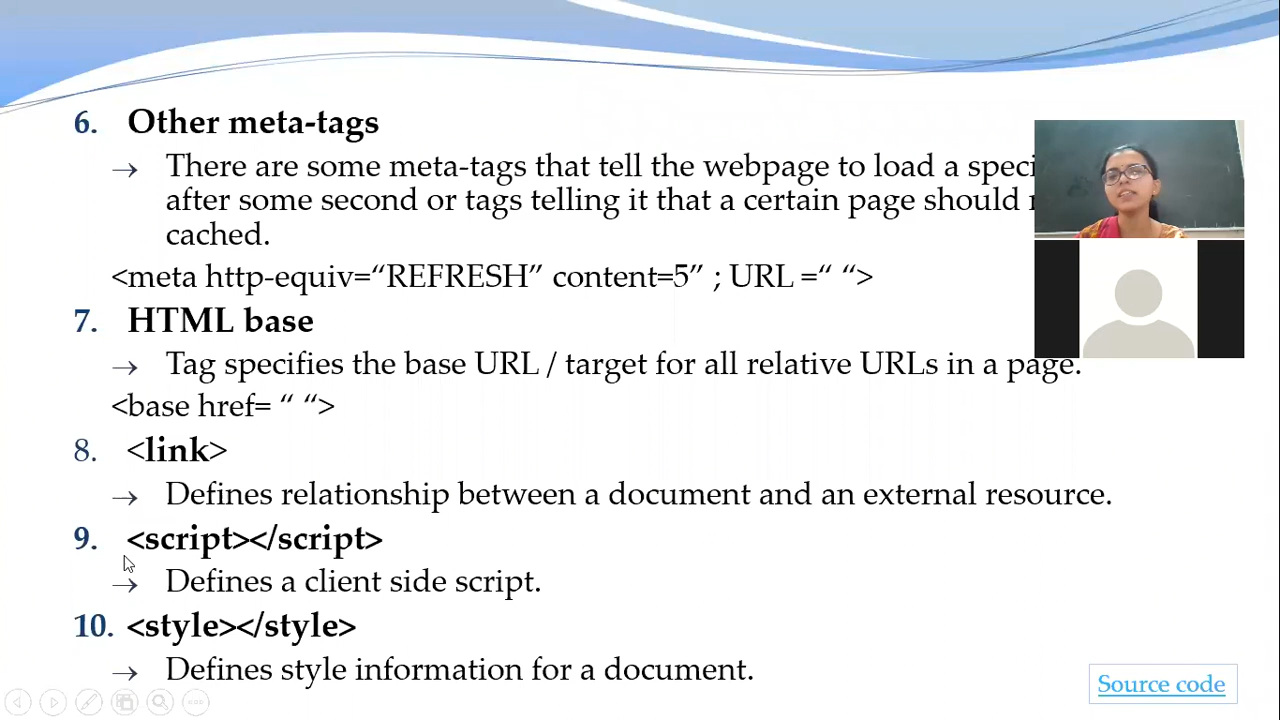 6. Other meta-tags
→ There are some meta-tags that tell the webpage to load a
after some second or tags telling it that a certain page should
cached.
<meta http-equiv=“REFRESH” content=5” ; URL =“ “>
7. HTML base
→ Tag specifies the base URL / target for all relative URLs in a page.
<base href= “ “>
8. <link>
→ Defines relationship between a document and an external resource.
9. <script></script>
→ Defines a client side script.
10. <style></style>
→ Defines style information for a document.
Source code